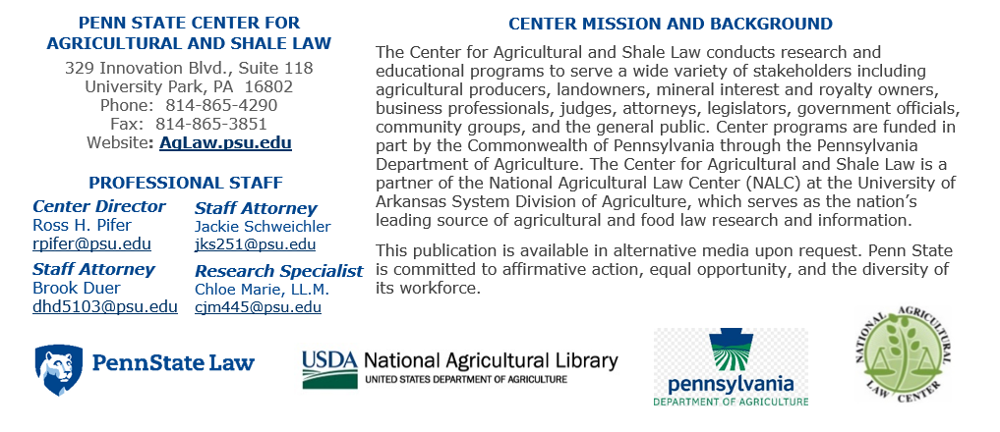 PENN STATE CENTER FOR
AGRICULTURAL AND SHALE LAW
329 Innovation Blvd., Suite 118
University Park, PA 16802
Phone: 814-865-4290
Fax: 814-865-3851
Website: AgLaw.psu.edu
PROFESSIONAL STAFF
Center Director
Ross H. Pifer
rpifer@psu.edu
Staff Attorney
Jackie Schweichler
jks251@psu.edu
Staff Attorney
Brook Duer
dhd5103@psu.edu
Research Specialist
Chloe Marie, LL.M.
cjm445@psu.edu
CENTER MISSION AND BACKGROUND
The Center for Agricultural and Shale Law conducts research and
educational programs to serve a wide variety of stakeholders including
agricultural producers, landowners, mineral interest and royalty owners,
business professionals, judges, attorneys, legislators, government officials,
community groups, and the general public. Center programs are funded in
part by the Commonwealth of Pennsylvania through the Pennsylvania
Department of Agriculture. The Center for Agricultural and Shale Law is a
partner of the National Agricultural Law Center (NALC) at the University of
Arkansas System Division of Agriculture, which serves as the nation's
leading source of agricultural and food law research and information.
This publication is available in alternative media upon request. Penn State
is committed to affirmative action, equal opportunity, and the diversity of
its workforce.
PennState Law
USDA National Agricultural Library
UNITED STATES DEPARTMENT OF AGRICULTURE
pennsylvania
DEPARTMENT OF AGRICULTURE
NATIONAL AGRICULTURAL
LAW CENTER